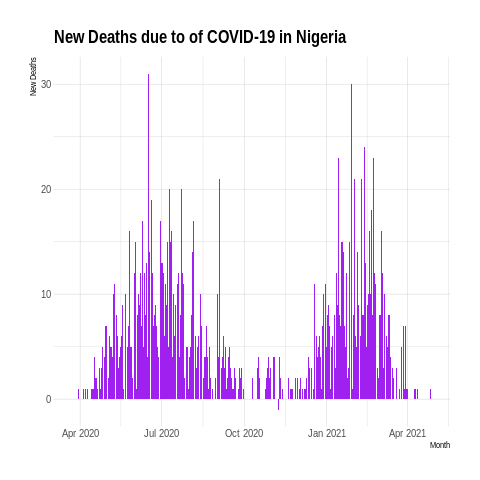 New Deaths due to of COVID-19 in Nigeria
New Deaths
30
20
10
0
Apr 2020 Jul 2020 Oct 2020 Jan 2021 Apr 2021
Month